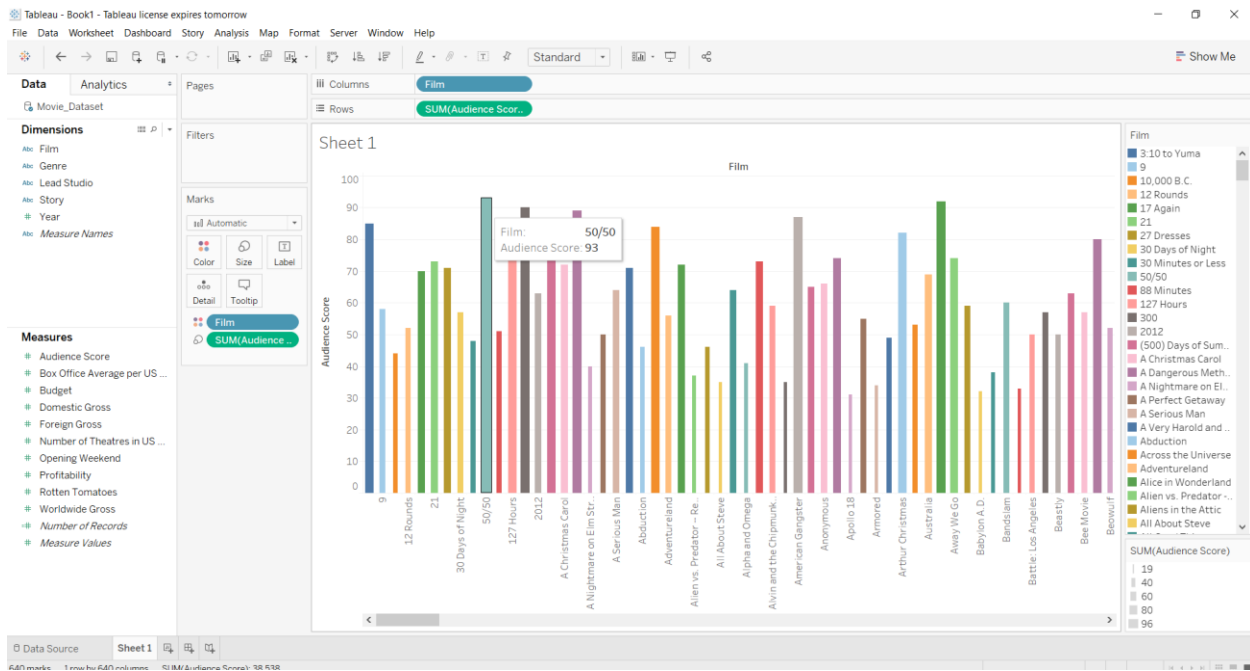 Tableau - Book1 - Tableau license expires tomorrow
File Data Worksheet Dashboard Story Analysis Map Format Server Window Help
Standard
Show Me
Data Analytics
Pages
Columns Film
Movie_Dataset
Rows SUM(Audience Scor..
Dimensions
Filters
Abc Film
Abc Genre
Abc Lead Studio
Abc Story
# Year
Abc Measure Names
Marks
Automatic
Color Size Label
Detail Tooltip
Film
SUM(Audience ..
Measures
# Audience Score
# Box Office Average per US ...
# Budget
# Domestic Gross
# Foreign Gross
# Number of Theatres in US ...
# Opening Weekend
# Profitability
# Rotten Tomatoes
# Worldwide Gross
=# Number of Records
# Measure Values
Sheet 1
Film
Audience Score
100
90
80
70
60
50
40
30
20
10
0
Film: 50/50
Audience Score: 93
9
12 Rounds
21
30 Days of Night
50/50
127 Hours
2012
A Christmas Carol
A Nightmare on Elm Str..
A Serious Man
Abduction
Adventureland
Alien vs. Predator -- Re..
All About Steve
Alpha and Omega
Alvin and the Chipmunk..
American Gangster
Anonymous
Apollo 18
Armored
Arthur Christmas
Australia
Away We Go
Babylon A.D.
Bandslam
Battle: Los Angeles
Beastly
Bee Movie
Beowulf
Film
3:10 to Yuma
9
10,000 B.C.
12 Rounds
17 Again
21
27 Dresses
30 Days of Night
30 Minutes or Less
50/50
88 Minutes
127 Hours
300
2012
(500) Days of Sum..
A Christmas Carol
A Dangerous Meth..
A Nightmare on El..
A Perfect Getaway
A Serious Man
A Very Harold and ..
Abduction
Across the Universe
Adventureland
Alice in Wonderland
Alien vs. Predator -..
Aliens in the Attic
All About Steve
SUM(Audience Score)
19
40
60
80
96
Data Source Sheet 1
640 marks 1 row by 640 columns SUM(Audience Score): 38,538